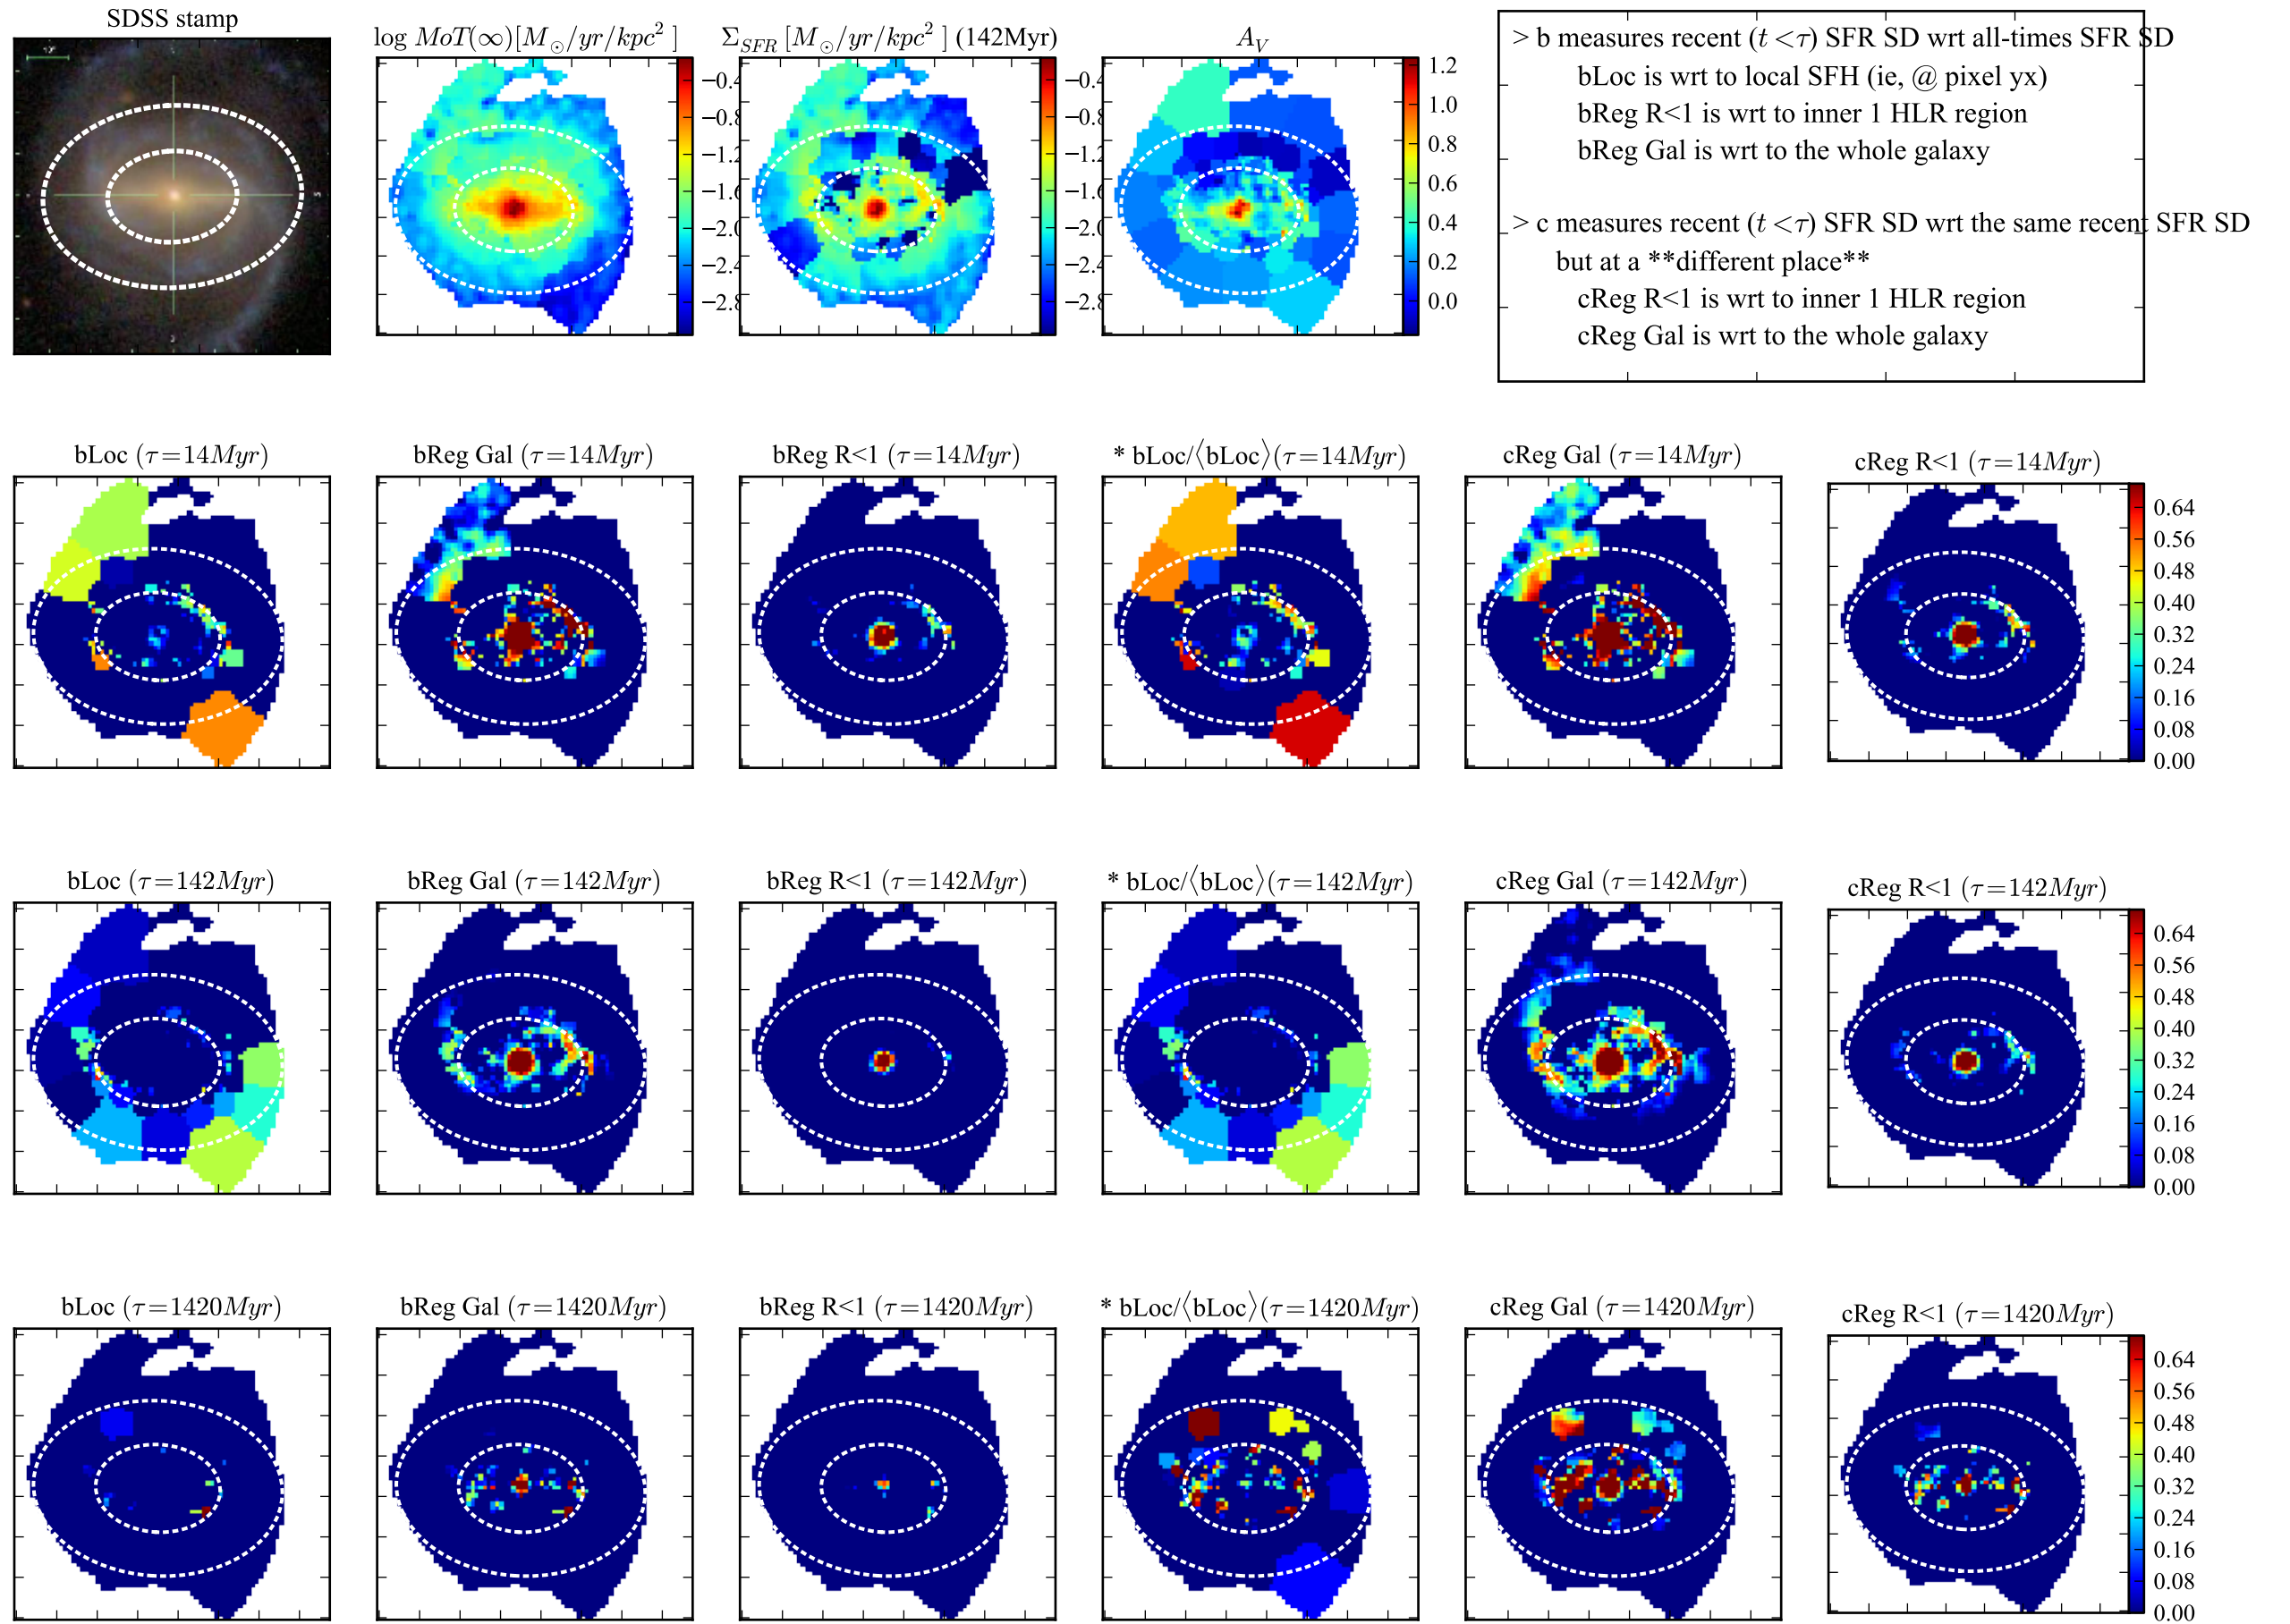 SDSS stamp
log MoT(∞)[M⊙/yr/kpc² ]
Σ_SFR [M⊙/yr/kpc² ] (142Myr)
A_V
−0.4
−0.8
−1.2
−1.6
−2.0
−2.4
−2.8
−0.4
−0.8
−1.2
−1.6
−2.0
−2.4
−2.8
1.2
1.0
0.8
0.6
0.4
0.2
0.0
> b measures recent (t <τ) SFR SD wrt all-times SFR SD
bLoc is wrt to local SFH (ie, @ pixel yx)
bReg R<1 is wrt to inner 1 HLR region
bReg Gal is wrt to the whole galaxy
> c measures recent (t <τ) SFR SD wrt the same recent SFR SD
but at a **different place**
cReg R<1 is wrt to inner 1 HLR region
cReg Gal is wrt to the whole galaxy
bLoc (τ=14Myr)
bReg Gal (τ=14Myr)
bReg R<1 (τ=14Myr)
* bLoc/⟨bLoc⟩(τ=14Myr)
cReg Gal (τ=14Myr)
cReg R<1 (τ=14Myr)
0.64
0.56
0.48
0.40
0.32
0.24
0.16
0.08
0.00
bLoc (τ=142Myr)
bReg Gal (τ=142Myr)
bReg R<1 (τ=142Myr)
* bLoc/⟨bLoc⟩(τ=142Myr)
cReg Gal (τ=142Myr)
cReg R<1 (τ=142Myr)
0.64
0.56
0.48
0.40
0.32
0.24
0.16
0.08
0.00
bLoc (τ=1420Myr)
bReg Gal (τ=1420Myr)
bReg R<1 (τ=1420Myr)
* bLoc/⟨bLoc⟩(τ=1420Myr)
cReg Gal (τ=1420Myr)
cReg R<1 (τ=1420Myr)
0.64
0.56
0.48
0.40
0.32
0.24
0.16
0.08
0.00